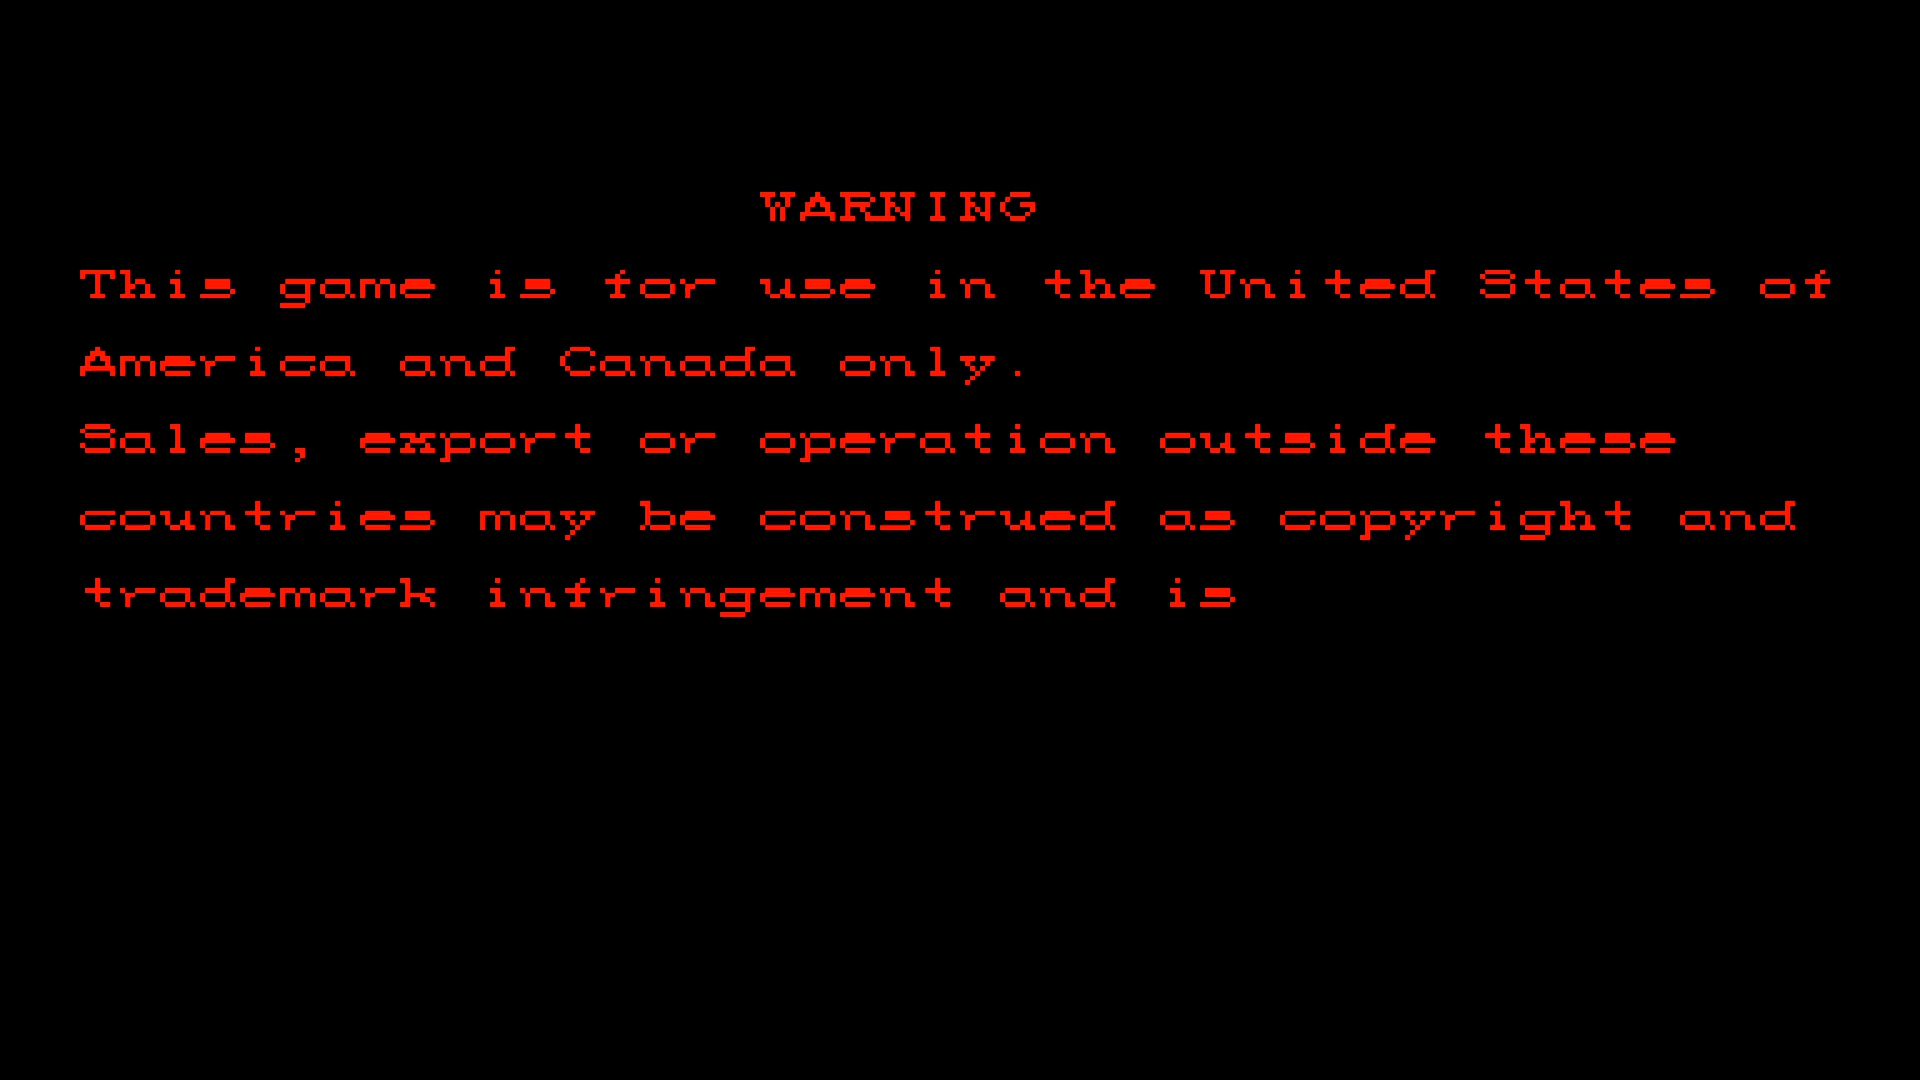 WARNING
This game is for use in the United States of
America and Canada only.
Sales, export or operation outside these
countries may be construed as copyright and
trademark infringement and is